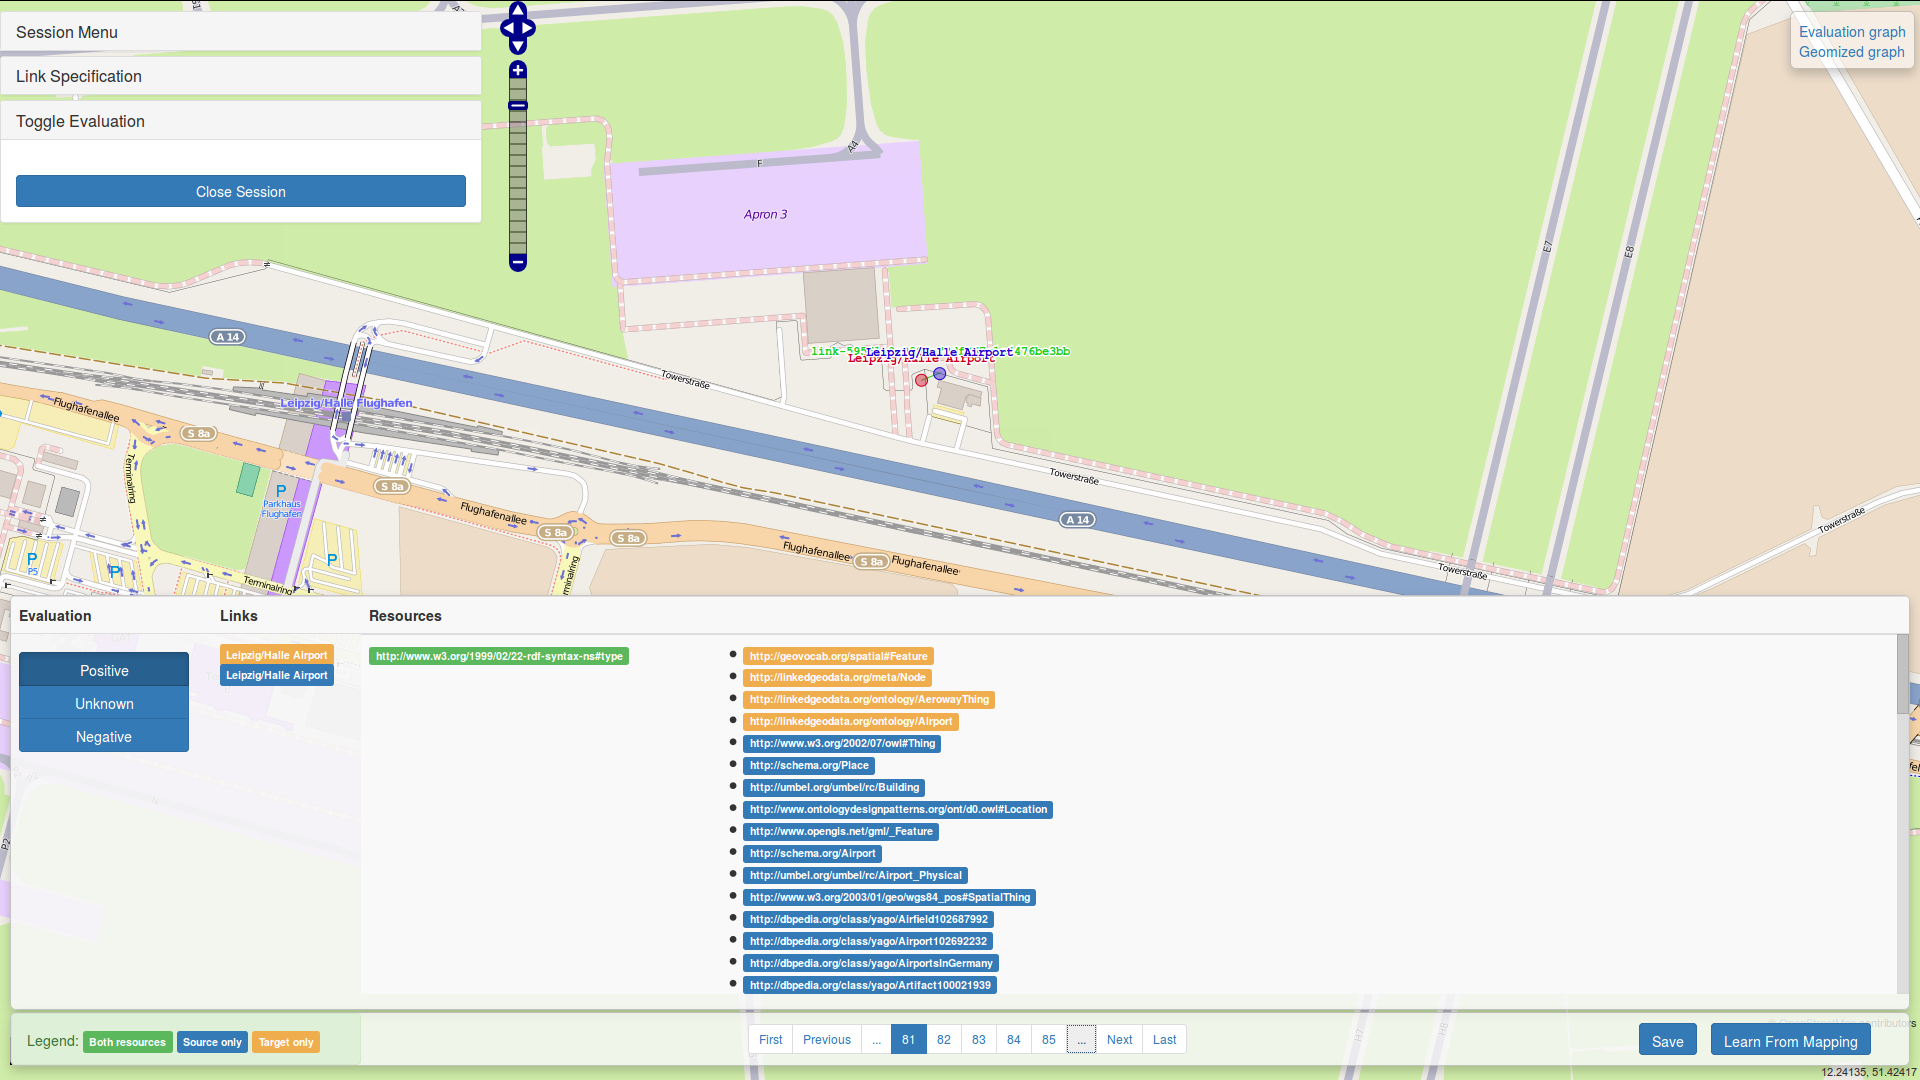 Session Menu
Link Specification
Toggle Evaluation
Close Session
Evaluation graph
Geomized graph
A4
F
Apron 3
E7
E8
A 14
Towerstraße
Leipzig/Halle Airport
Leipzig/Halle Airport
476be3bb
Leipzig/Halle Flughafen
Flughafenallee
S 8a
Terminalring
P
Parkhaus
Flughafen
S 8a
Flughafenallee
S 8a
S 8a
Towerstraße
A 14
Towerstraße
Flughafenallee
S 8a
Flughafenallee
Towerstraße
P
P5
P
P
Terminalring
Evaluation
Links
Resources
Positive
Unknown
Negative
Leipzig/Halle Airport
Leipzig/Halle Airport
http://www.w3.org/1999/02/22-rdf-syntax-ns#type
http://geovocab.org/spatial#Feature
http://linkedgeodata.org/meta/Node
http://linkedgeodata.org/ontology/AerowayThing
http://linkedgeodata.org/ontology/Airport
http://www.w3.org/2002/07/owl#Thing
http://schema.org/Place
http://umbel.org/umbel/rc/Building
http://www.ontologydesignpatterns.org/ont/d0.owl#Location
http://www.opengis.net/gml/_Feature
http://schema.org/Airport
http://umbel.org/umbel/rc/Airport_Physical
http://www.w3.org/2003/01/geo/wgs84_pos#SpatialThing
http://dbpedia.org/class/yago/Airfield102687992
http://dbpedia.org/class/yago/Airport102692232
http://dbpedia.org/class/yago/AirportsInGermany
http://dbpedia.org/class/yago/Artifact100021939
P2
Legend: Both resources Source only Target only
First Previous ... 81 82 83 84 85 ... Next Last
Save
Learn From Mapping
12.24135, 51.42417